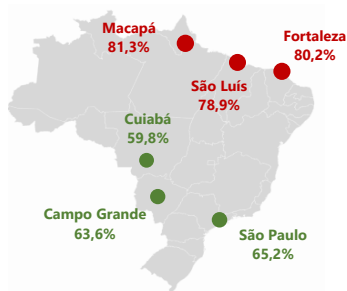 Macapá
81,3%
Fortaleza
80,2%
São Luís
78,9%
Cuiabá
59,8%
Campo Grande
63,6%
São Paulo
65,2%